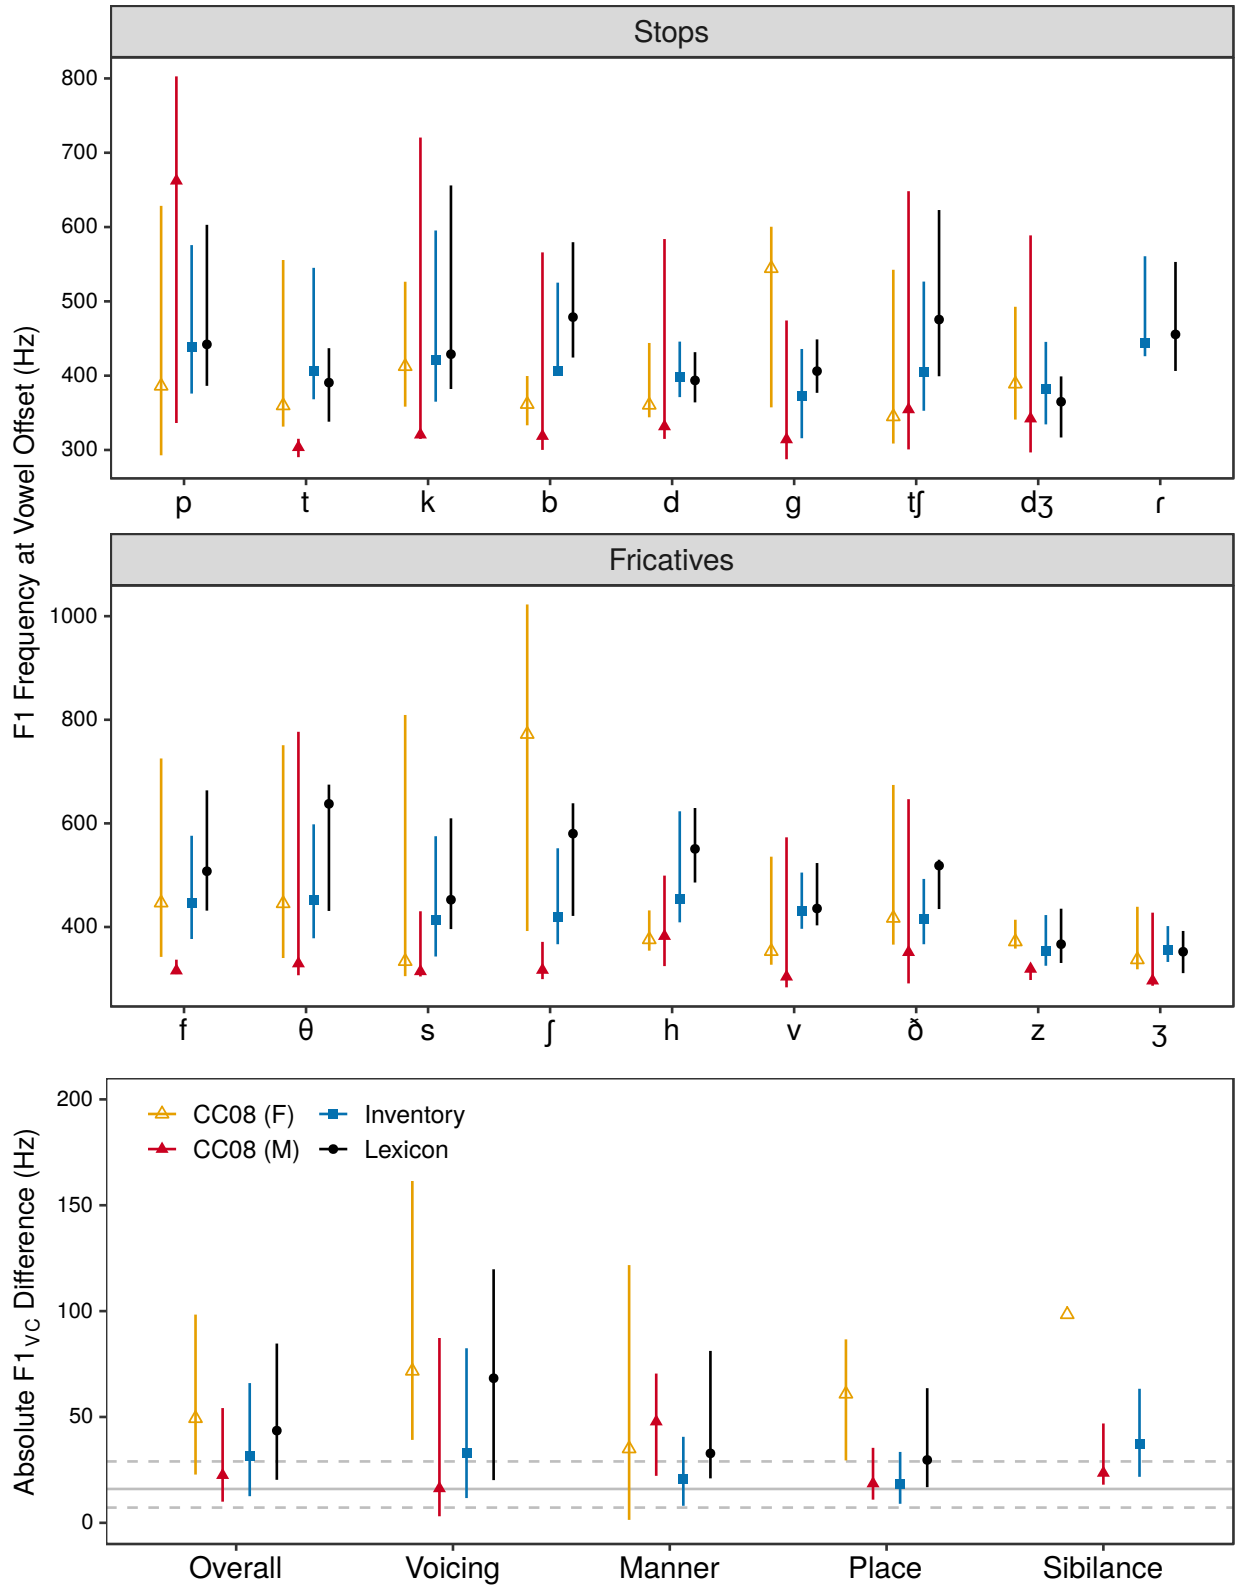 Stops
F1 Frequency at Vowel Offset (Hz)
800
700
600
500
400
300
p t k b d g tʃ dʒ ɾ
Fricatives
1000
800
600
400
f θ s ʃ h v ð z ʒ
Absolute F1VC Difference (Hz)
200
150
100
50
0
CC08 (F) Inventory
CC08 (M) Lexicon
Overall Voicing Manner Place Sibilance